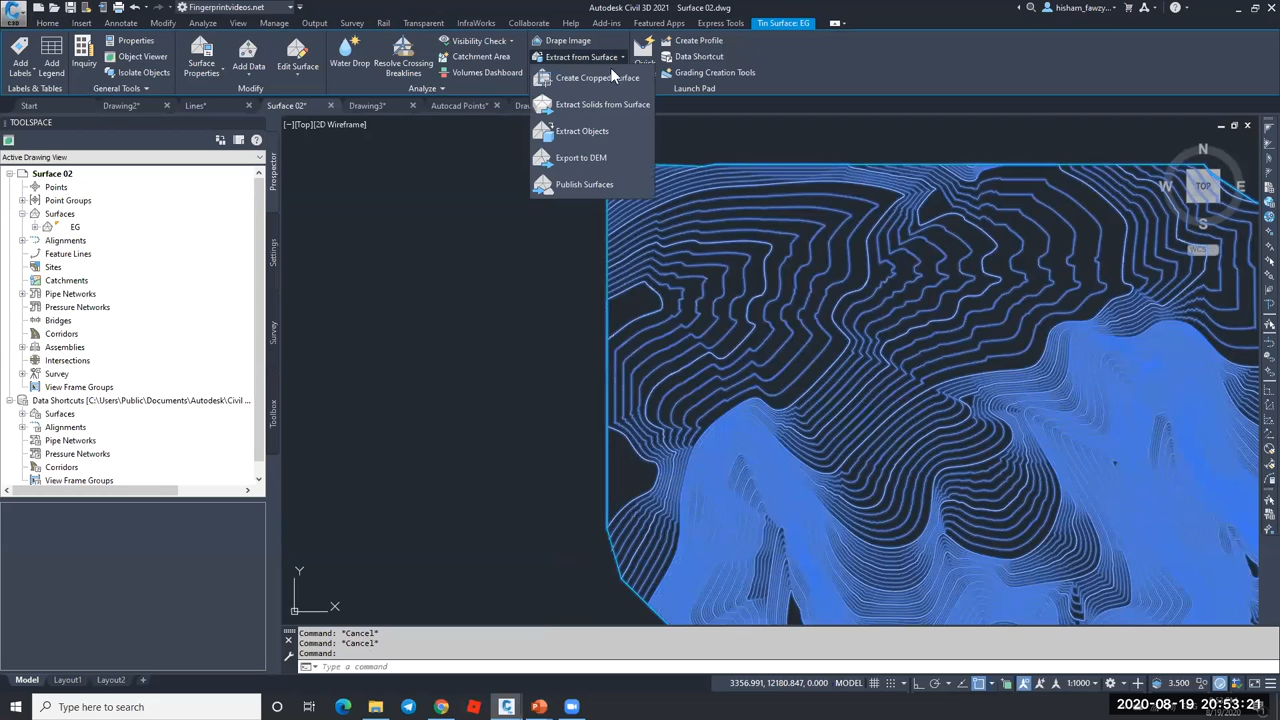 C3D
Fingerprintvideos.net
Autodesk Civil 3D 2021   Surface 02.dwg
hisham_fawzy...
Home Insert Annotate Modify Analyze View Manage Output Survey Rail Transparent InfraWorks Collaborate Help Add-ins Featured Apps Express Tools Tin Surface: EG
Add Labels
Add Legend
Labels & Tables
Inquiry
Properties
Object Viewer
Isolate Objects
General Tools
Surface Properties
Add Data
Edit Surface
Modify
Water Drop
Resolve Crossing Breaklines
Visibility Check
Catchment Area
Volumes Dashboard
Analyze
Drape Image
Extract from Surface
Create Cropped Surface
Extract Solids from Surface
Extract Objects
Export to DEM
Publish Surfaces
Create Profile
Data Shortcut
Grading Creation Tools
Launch Pad
Start
Drawing2*
Surface 02*
Lines*
Drawing3*
Autocad Points*
TOOLSPACE
Active Drawing View
Surface 02
Points
Point Groups
Surfaces
EG
Alignments
Feature Lines
Sites
Catchments
Pipe Networks
Pressure Networks
Bridges
Corridors
Assemblies
Intersections
Survey
View Frame Groups
Data Shortcuts [C:\Users\Public\Documents\Autodesk\Civil ...
Surfaces
Alignments
Pipe Networks
Pressure Networks
Corridors
View Frame Groups
Prospector
Settings
Survey
Toolbox
[−][Top][2D Wireframe]
N
W
TOP
E
S
WCS
Y
X
Command: *Cancel*
Command: *Cancel*
Command:
Type a command
Model Layout1 Layout2 +
3356.991, 12180.847, 0.000 MODEL
1:1000
3.500
Type here to search
2020-08-19 20:53:21